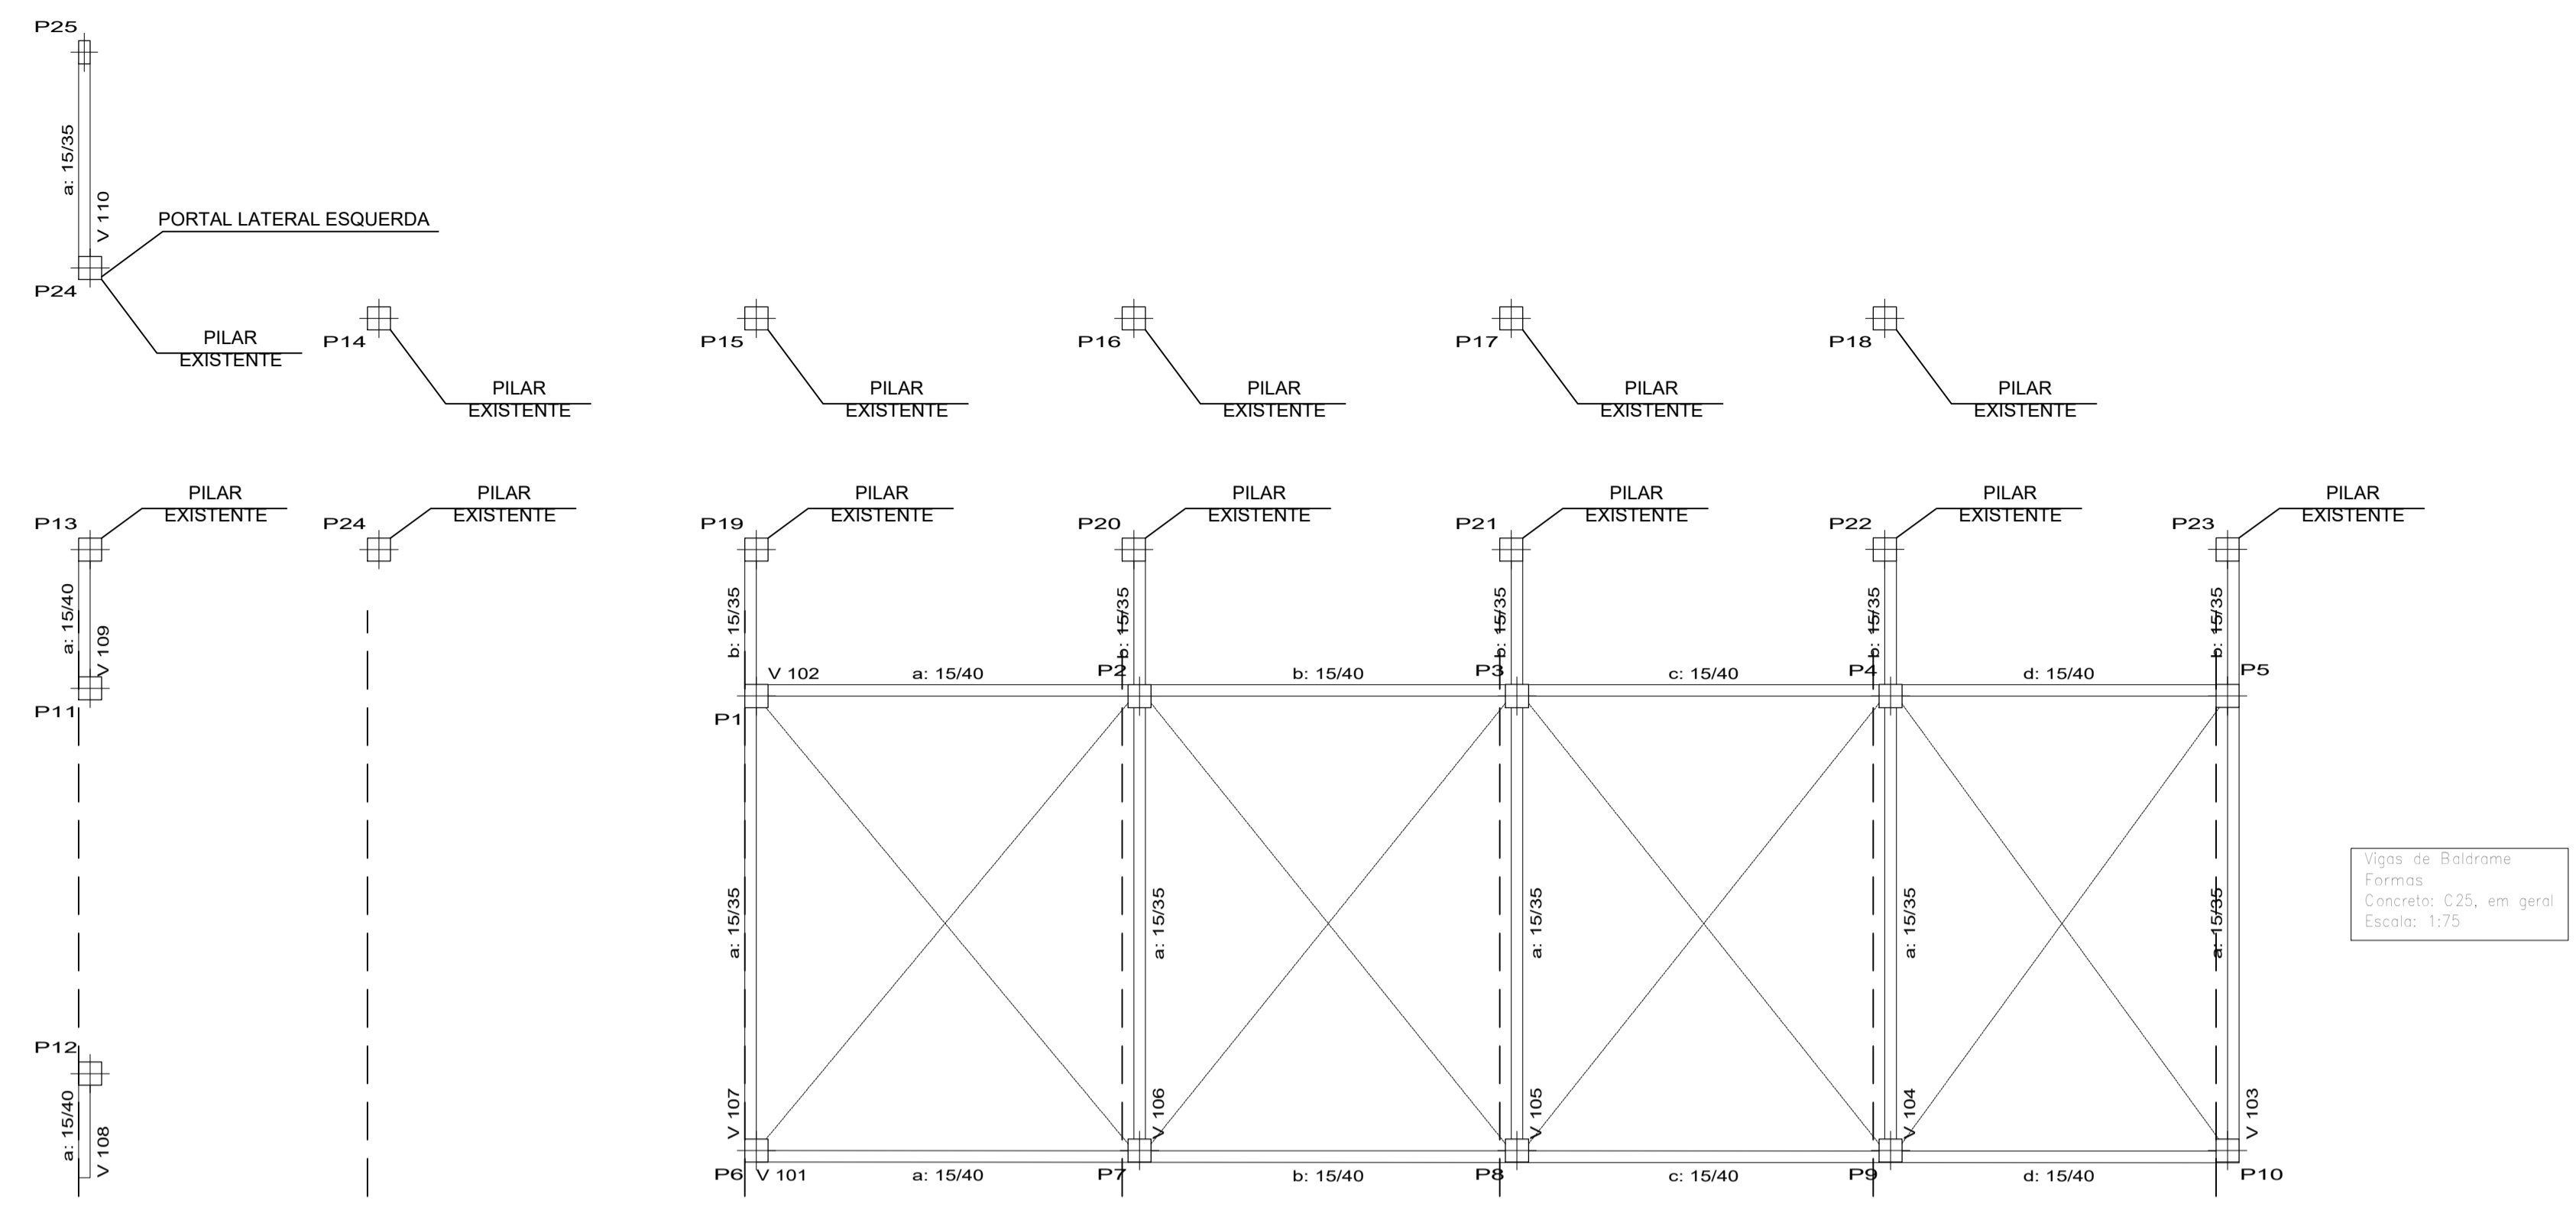 P25
a: 15/35
V 110
PORTAL LATERAL ESQUERDA
P24
PILAR
EXISTENTE
P14
PILAR
EXISTENTE
P15
PILAR
EXISTENTE
P16
PILAR
EXISTENTE
P17
PILAR
EXISTENTE
P18
PILAR
EXISTENTE
P13
PILAR
EXISTENTE
P24
PILAR
EXISTENTE
P19
PILAR
EXISTENTE
P20
PILAR
EXISTENTE
P21
PILAR
EXISTENTE
P22
PILAR
EXISTENTE
P23
PILAR
EXISTENTE
a: 15/40
V 109
P11
b: 15/35
b: 15/35
b: 15/35
b: 15/35
b: 15/35
V 102
a: 15/40
P2
b: 15/40
P3
c: 15/40
P4
d: 15/40
P5
P1
a: 15/35
a: 15/35
a: 15/35
a: 15/35
a: 15/35
Vigas de Baldrame
Formas
Concreto: C25, em geral
Escala: 1:75
P12
a: 15/40
V 108
V 107
V 106
V 105
V 104
V 103
P6
V 101
a: 15/40
P7
b: 15/40
P8
c: 15/40
P9
d: 15/40
P10